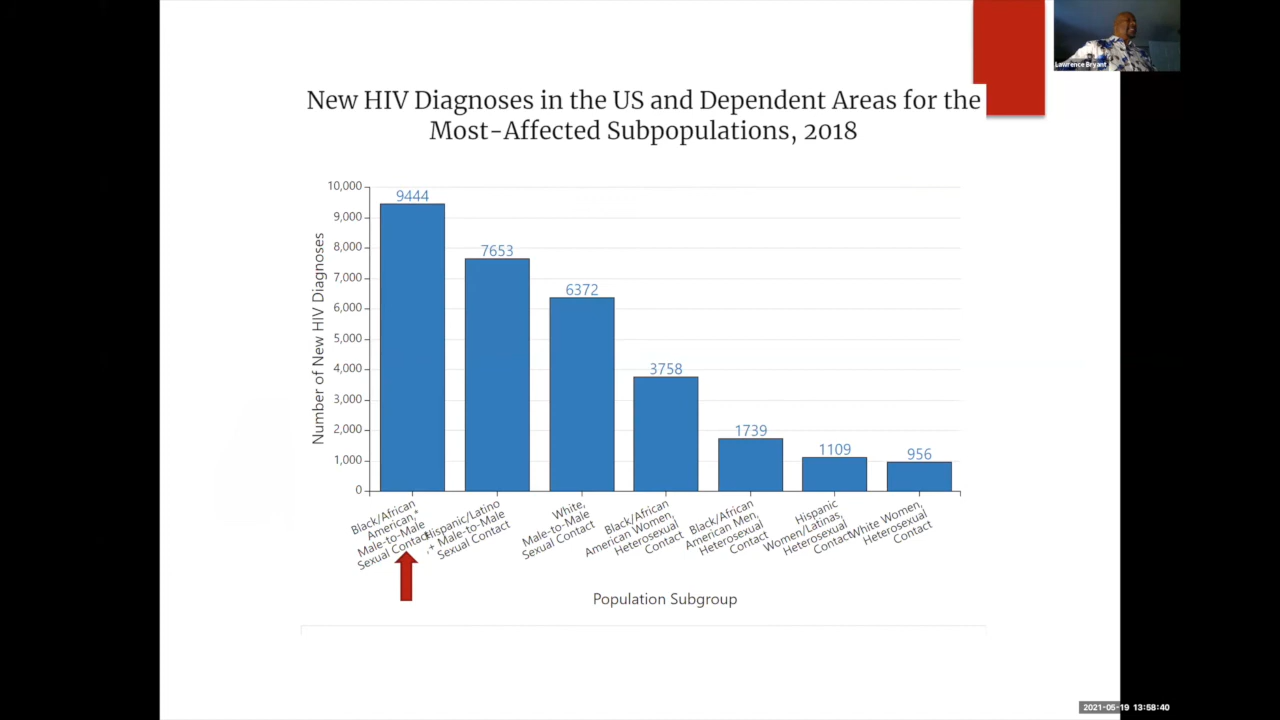 Lawrence Bryant
New HIV Diagnoses in the US and Dependent Areas for the
Most-Affected Subpopulations, 2018
Number of New HIV Diagnoses
10,000
9,000
8,000
7,000
6,000
5,000
4,000
3,000
2,000
1,000
0
9444
7653
6372
3758
1739
1109
956
Black/African
American,*
Male-to-Male
Sexual Contact
Hispanic/Latino
,+ Male-to-Male
Sexual Contact
White,
Male-to-Male
Sexual Contact
Black/African
American Women,
Heterosexual
Contact
Black/African
American Men,
Heterosexual
Contact
Hispanic
Women/Latinas,
Heterosexual
Contact
White Women,
Heterosexual
Contact
Population Subgroup
2021-05-19 13:58:40